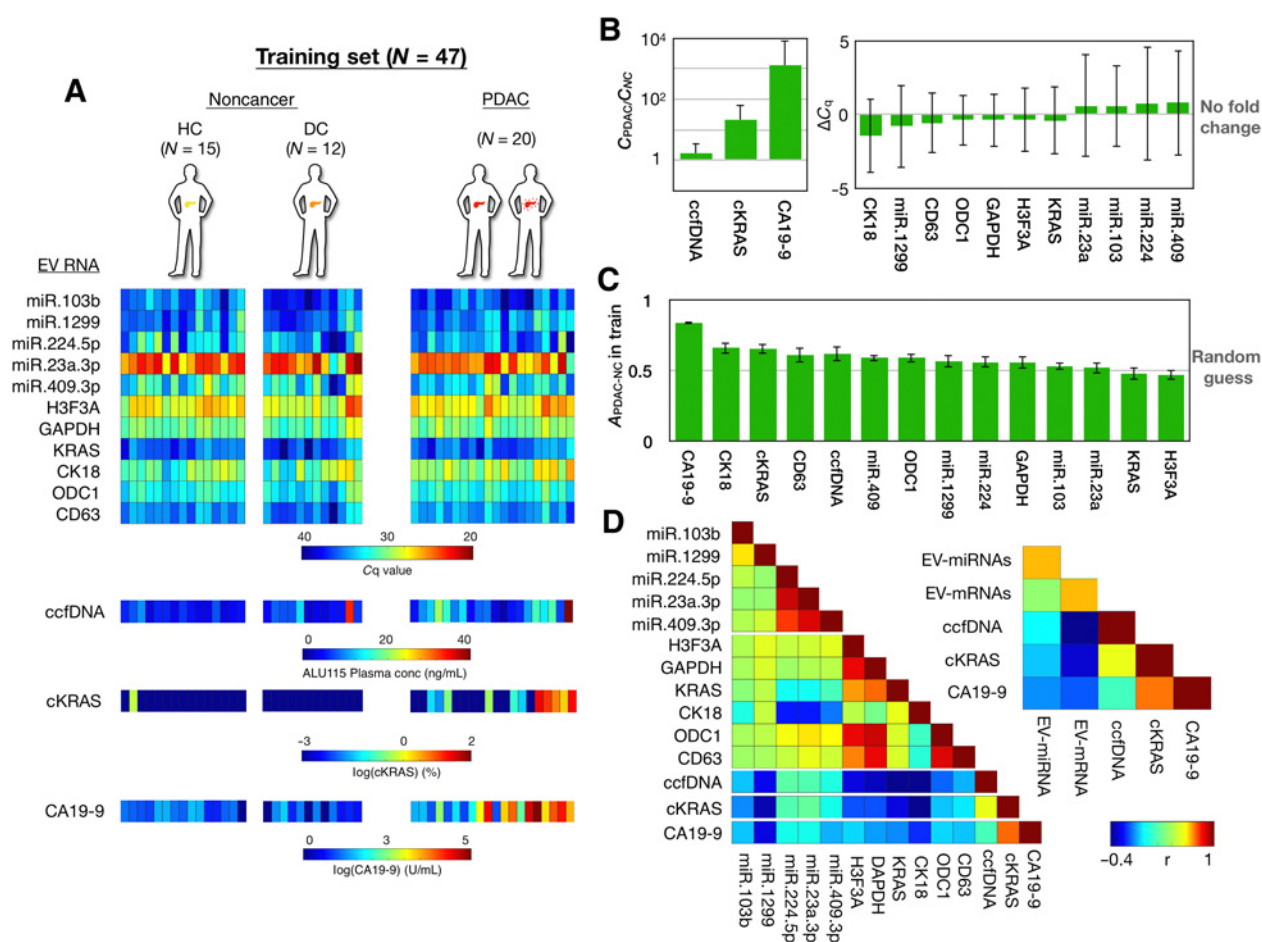 Training set (N = 47)
A
Noncancer
PDAC
HC
(N = 15)
DC
(N = 12)
(N = 20)
EV RNA
miR.103b
miR.1299
miR.224.5p
miR.23a.3p
miR.409.3p
H3F3A
GAPDH
KRAS
CK18
ODC1
CD63
40 30 20
Cq value
ccfDNA
0 20 40
ALU115 Plasma conc (ng/mL)
cKRAS
−3 0 2
log(cKRAS) (%)
CA19-9
0 3 5
log(CA19-9) (U/mL)
B
CPDAC/CNC
10⁴
10²
1
ccfDNA
cKRAS
CA19-9
ΔCq
5
0
−5
No fold
change
CK18
miR.1299
CD63
ODC1
GAPDH
H3F3A
KRAS
miR.23a
miR.103
miR.224
miR.409
C
APDAC-NC in train
1
0.5
0
Random
guess
CA19-9
CK18
cKRAS
CD63
ccfDNA
miR.409
ODC1
miR.1299
miR.224
GAPDH
miR.103
miR.23a
KRAS
H3F3A
D
miR.103b
miR.1299
miR.224.5p
miR.23a.3p
miR.409.3p
H3F3A
GAPDH
KRAS
CK18
ODC1
CD63
ccfDNA
cKRAS
CA19-9
miR.103b
miR.1299
miR.224.5p
miR.23a.3p
miR.409.3p
H3F3A
DAPDH
KRAS
CK18
ODC1
CD63
ccfDNA
cKRAS
CA19-9
EV-miRNAs
EV-mRNAs
ccfDNA
cKRAS
CA19-9
EV-miRNA
EV-mRNA
ccfDNA
cKRAS
CA19-9
−0.4 r 1